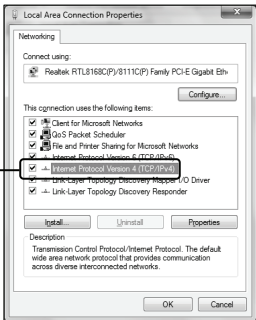 Local Area Connection Properties
Networking
Connect using:
Realtek RTL8168C(P)/8111C(P) Family PCI-E Gigabit Eth
Configure...
This connection uses the following items:
Client for Microsoft Networks
QoS Packet Scheduler
File and Printer Sharing for Microsoft Networks
Internet Protocol Version 6 (TCP/IPv6)
Internet Protocol Version 4 (TCP/IPv4)
Link-Layer Topology Discovery Mapper I/O Driver
Link-Layer Topology Discovery Responder
Install...
Uninstall
Properties
Description
Transmission Control Protocol/Internet Protocol. The default
wide area network protocol that provides communication
across diverse interconnected networks.
OK
Cancel